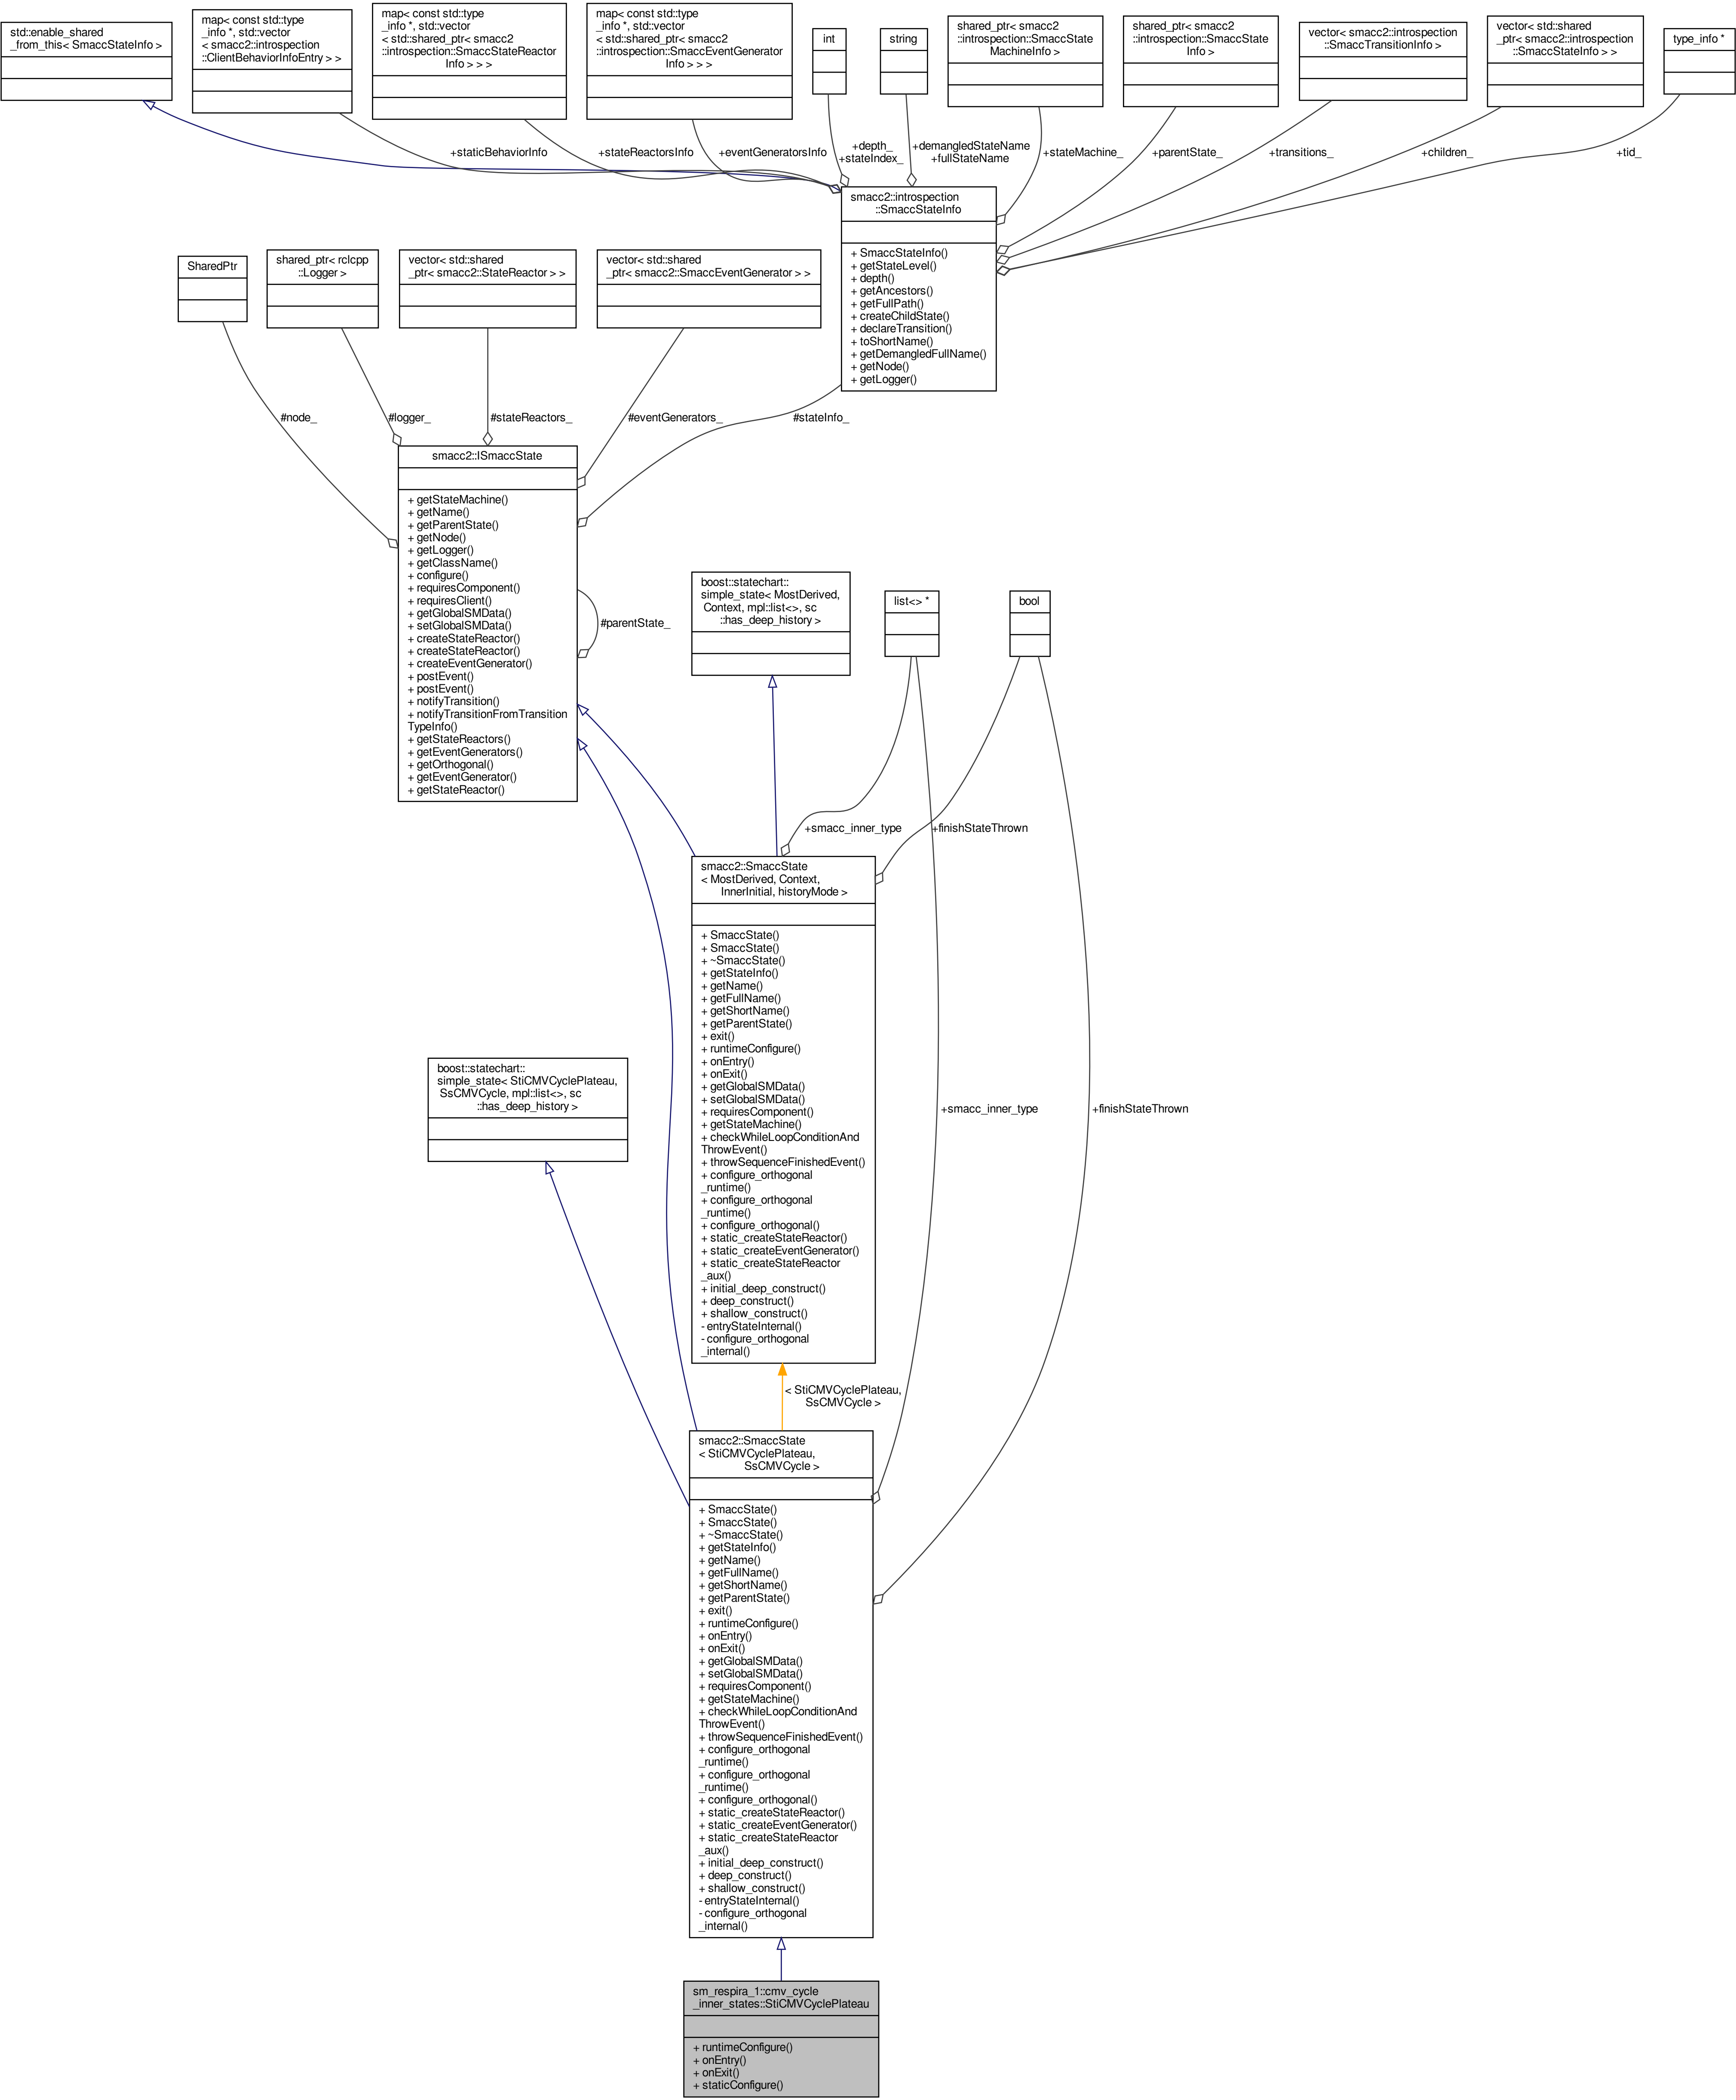 std::enable_shared
_from_this< SmaccStateInfo >
map< const std::type
_info *, std::vector
< smacc2::introspection
::ClientBehaviorInfoEntry > >
map< const std::type
_info *, std::vector
< std::shared_ptr< smacc2
::introspection::SmaccStateReactor
Info > > >
map< const std::type
_info *, std::vector
< std::shared_ptr< smacc2
::introspection::SmaccEventGenerator
Info > > >
int
string
shared_ptr< smacc2
::introspection::SmaccState
MachineInfo >
shared_ptr< smacc2
::introspection::SmaccState
Info >
vector< smacc2::introspection
::SmaccTransitionInfo >
vector< std::shared
_ptr< smacc2::introspection
::SmaccStateInfo > >
type_info *
+staticBehaviorInfo
+stateReactorsInfo
+eventGeneratorsInfo
+depth_
+stateIndex_
+demangledStateName
+fullStateName
+stateMachine_
+parentState_
+transitions_
+children_
+tid_
smacc2::introspection
::SmaccStateInfo
+ SmaccStateInfo()
+ getStateLevel()
+ depth()
+ getAncestors()
+ getFullPath()
+ createChildState()
+ declareTransition()
+ toShortName()
+ getDemangledFullName()
+ getNode()
+ getLogger()
SharedPtr
shared_ptr< rclcpp
::Logger >
vector< std::shared
_ptr< smacc2::StateReactor > >
vector< std::shared
_ptr< smacc2::SmaccEventGenerator > >
#node_
#logger_
#stateReactors_
#eventGenerators_
#stateInfo_
smacc2::ISmaccState
+ getStateMachine()
+ getName()
+ getParentState()
+ getNode()
+ getLogger()
+ getClassName()
+ configure()
+ requiresComponent()
+ requiresClient()
+ getGlobalSMData()
+ setGlobalSMData()
+ createStateReactor()
+ createStateReactor()
+ createEventGenerator()
+ postEvent()
+ postEvent()
+ notifyTransition()
+ notifyTransitionFromTransition
TypeInfo()
+ getStateReactors()
+ getEventGenerators()
+ getOrthogonal()
+ getEventGenerator()
+ getStateReactor()
#parentState_
boost::statechart::
simple_state< MostDerived,
Context, mpl::list<>, sc
::has_deep_history >
list<> *
bool
+smacc_inner_type
+finishStateThrown
smacc2::SmaccState
< MostDerived, Context,
InnerInitial, historyMode >
+ SmaccState()
+ SmaccState()
+ ~SmaccState()
+ getStateInfo()
+ getName()
+ getFullName()
+ getShortName()
+ getParentState()
+ exit()
+ runtimeConfigure()
+ onEntry()
+ onExit()
+ getGlobalSMData()
+ setGlobalSMData()
+ requiresComponent()
+ getStateMachine()
+ checkWhileLoopConditionAnd
ThrowEvent()
+ throwSequenceFinishedEvent()
+ configure_orthogonal
_runtime()
+ configure_orthogonal
_runtime()
+ configure_orthogonal()
+ static_createStateReactor()
+ static_createEventGenerator()
+ static_createStateReactor
_aux()
+ initial_deep_construct()
+ deep_construct()
+ shallow_construct()
- entryStateInternal()
- configure_orthogonal
_internal()
boost::statechart::
simple_state< StiCMVCyclePlateau,
SsCMVCycle, mpl::list<>, sc
::has_deep_history >
+smacc_inner_type
+finishStateThrown
< StiCMVCyclePlateau,
SsCMVCycle >
smacc2::SmaccState
< StiCMVCyclePlateau,
SsCMVCycle >
+ SmaccState()
+ SmaccState()
+ ~SmaccState()
+ getStateInfo()
+ getName()
+ getFullName()
+ getShortName()
+ getParentState()
+ exit()
+ runtimeConfigure()
+ onEntry()
+ onExit()
+ getGlobalSMData()
+ setGlobalSMData()
+ requiresComponent()
+ getStateMachine()
+ checkWhileLoopConditionAnd
ThrowEvent()
+ throwSequenceFinishedEvent()
+ configure_orthogonal
_runtime()
+ configure_orthogonal
_runtime()
+ configure_orthogonal()
+ static_createStateReactor()
+ static_createEventGenerator()
+ static_createStateReactor
_aux()
+ initial_deep_construct()
+ deep_construct()
+ shallow_construct()
- entryStateInternal()
- configure_orthogonal
_internal()
sm_respira_1::cmv_cycle
_inner_states::StiCMVCyclePlateau
+ runtimeConfigure()
+ onEntry()
+ onExit()
+ staticConfigure()